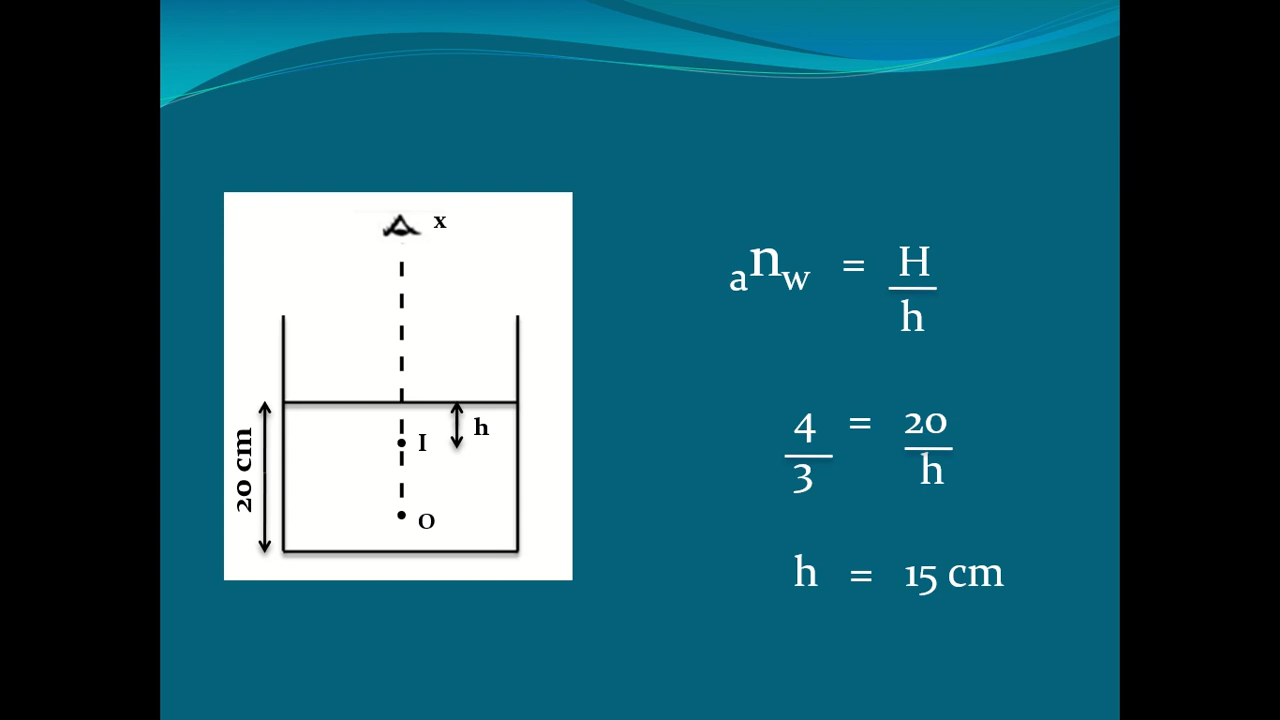 x
h
I
20 cm
O
anw = H
h
4 = 20
3 h
h = 15 cm